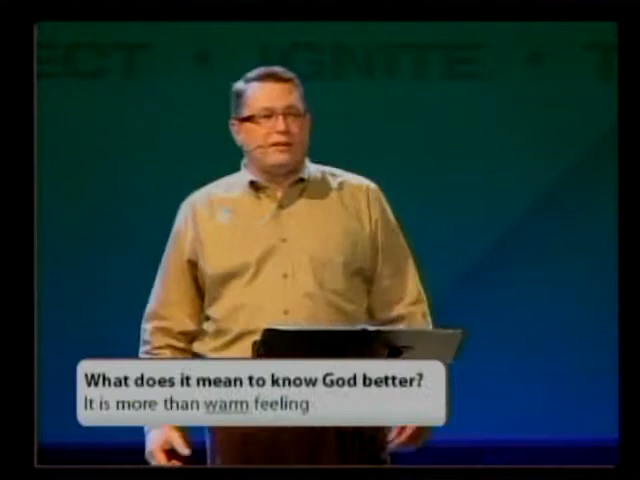 ECT • IGNITE • T
What does it mean to know God better?
It is more than warm feeling